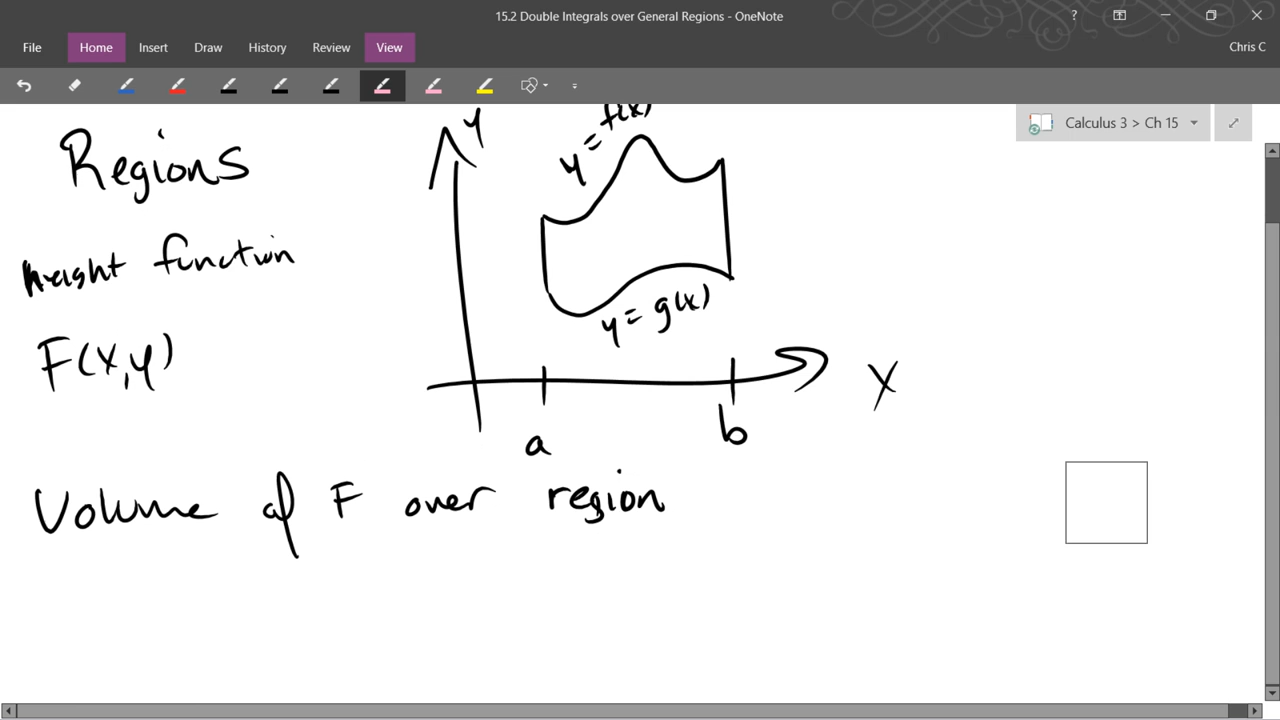 15.2 Double Integrals over General Regions - OneNote
?
File
Home
Insert
Draw
History
Review
View
Chris C
Calculus 3 > Ch 15
Regions
height function
F(x,y)
y
y = f(x)
y = g(x)
x
a
b
Volume of F over region